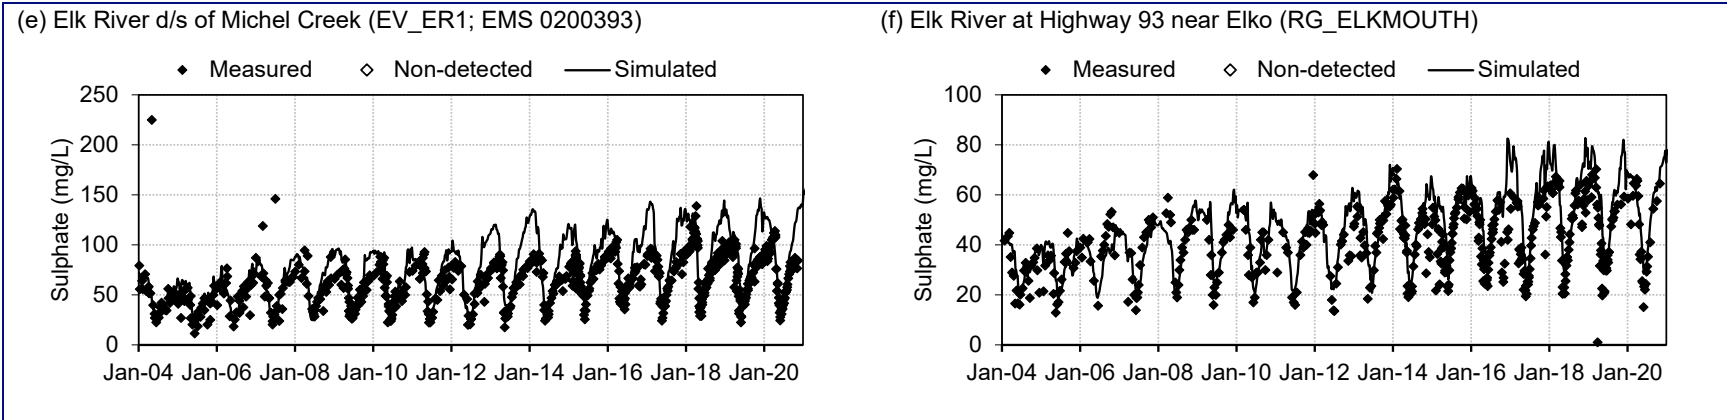 (e) Elk River d/s of Michel Creek (EV_ER1; EMS 0200393)
Measured Non-detected Simulated
250
200
150
100
50
0
Sulphate (mg/L)
Jan-04 Jan-06 Jan-08 Jan-10 Jan-12 Jan-14 Jan-16 Jan-18 Jan-20
(f) Elk River at Highway 93 near Elko (RG_ELKMOUTH)
Measured Non-detected Simulated
100
80
60
40
20
0
Sulphate (mg/L)
Jan-04 Jan-06 Jan-08 Jan-10 Jan-12 Jan-14 Jan-16 Jan-18 Jan-20